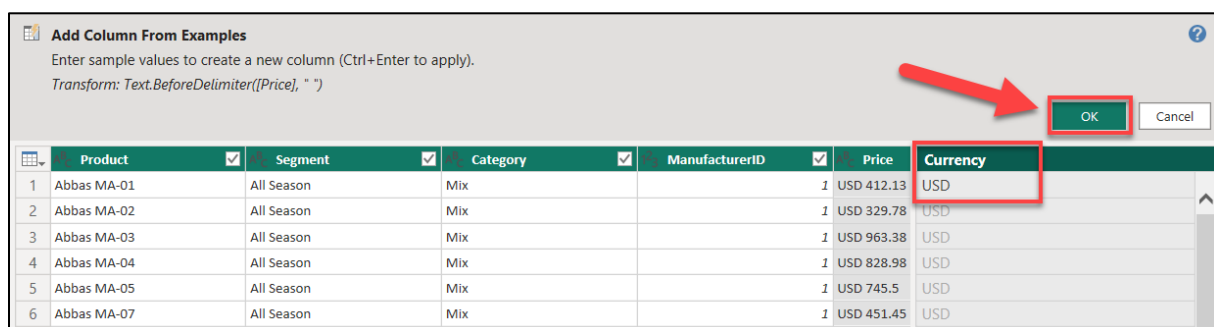 Add Column From Examples
Enter sample values to create a new column (Ctrl+Enter to apply).
Transform: Text.BeforeDelimiter([Price], " ")
OK Cancel
Product Segment Category ManufacturerID Price Currency
1 Abbas MA-01 All Season Mix 1 USD 412.13 USD
2 Abbas MA-02 All Season Mix 1 USD 329.78 USD
3 Abbas MA-03 All Season Mix 1 USD 963.38 USD
4 Abbas MA-04 All Season Mix 1 USD 828.98 USD
5 Abbas MA-05 All Season Mix 1 USD 745.5 USD
6 Abbas MA-07 All Season Mix 1 USD 451.45 USD